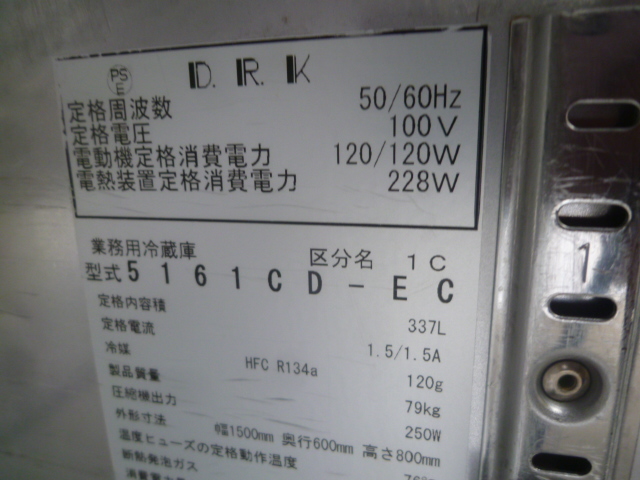 PS E D.R.K
定格周波数 50/60Hz
定格電圧 100V
電動機定格消費電力 120/120W
電熱装置定格消費電力 228W
業務用冷蔵庫 区分名 1C
型式 5161CD-EC
定格内容積 337L
定格電流 1.5/1.5A
冷媒 HFC R134a 120g
製品質量 79kg
圧縮機出力 250W
外形寸法 幅1500mm 奥行600mm 高さ800mm
温度ヒューズの定格動作温度
断熱発泡ガス
1